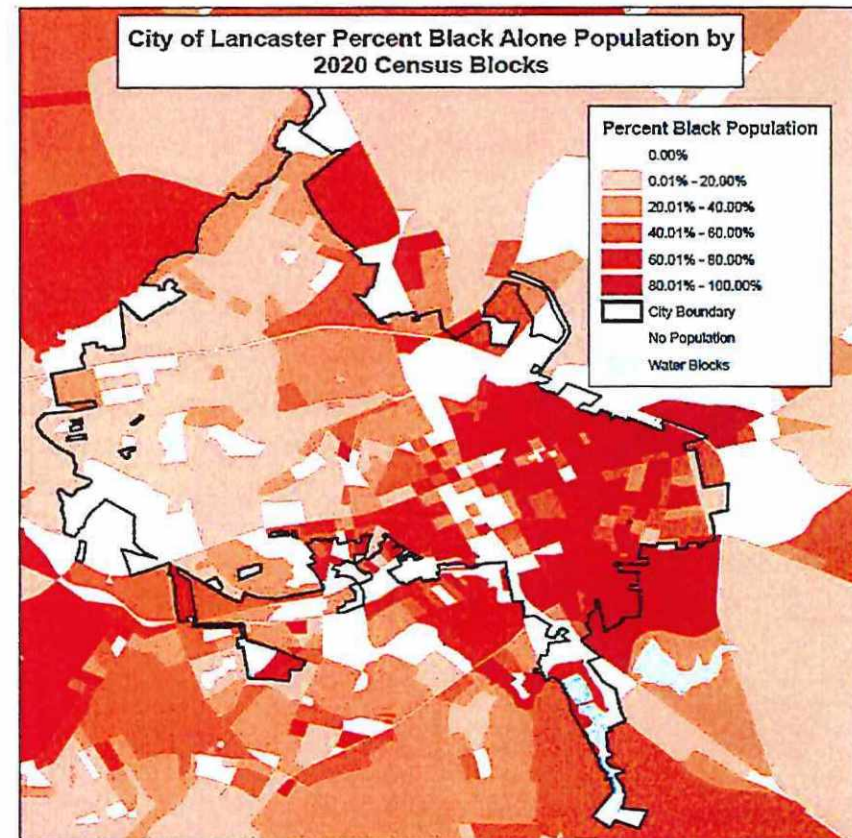 City of Lancaster Percent Black Alone Population by
2020 Census Blocks
Percent Black Population
0.00%
0.01% - 20.00%
20.01% - 40.00%
40.01% - 60.00%
60.01% - 80.00%
80.01% - 100.00%
City Boundary
No Population
Water Blocks